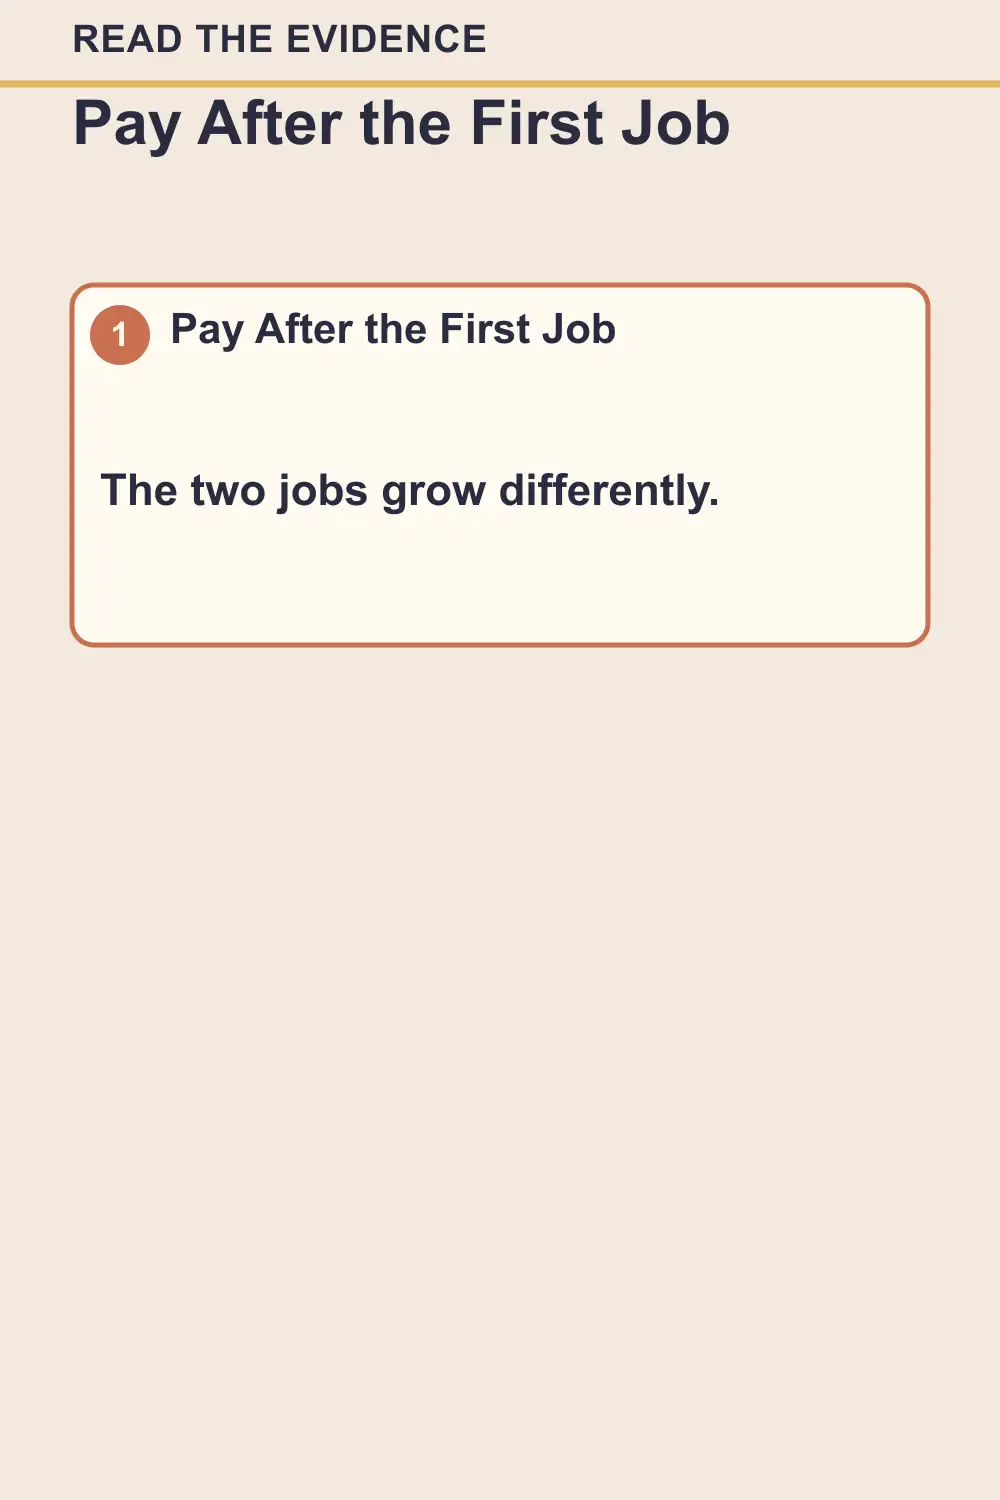 READ THE EVIDENCE
Pay After the First Job
1 Pay After the First Job
The two jobs grow differently.